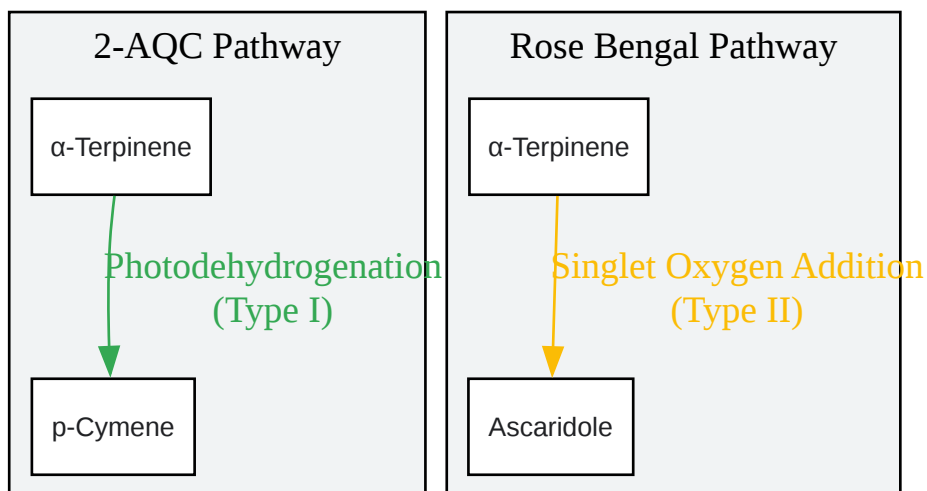 2-AQC Pathway
α-Terpinene
Photodehydrogenation
(Type I)
p-Cymene
Rose Bengal Pathway
α-Terpinene
Singlet Oxygen Addition
(Type II)
Ascaridole